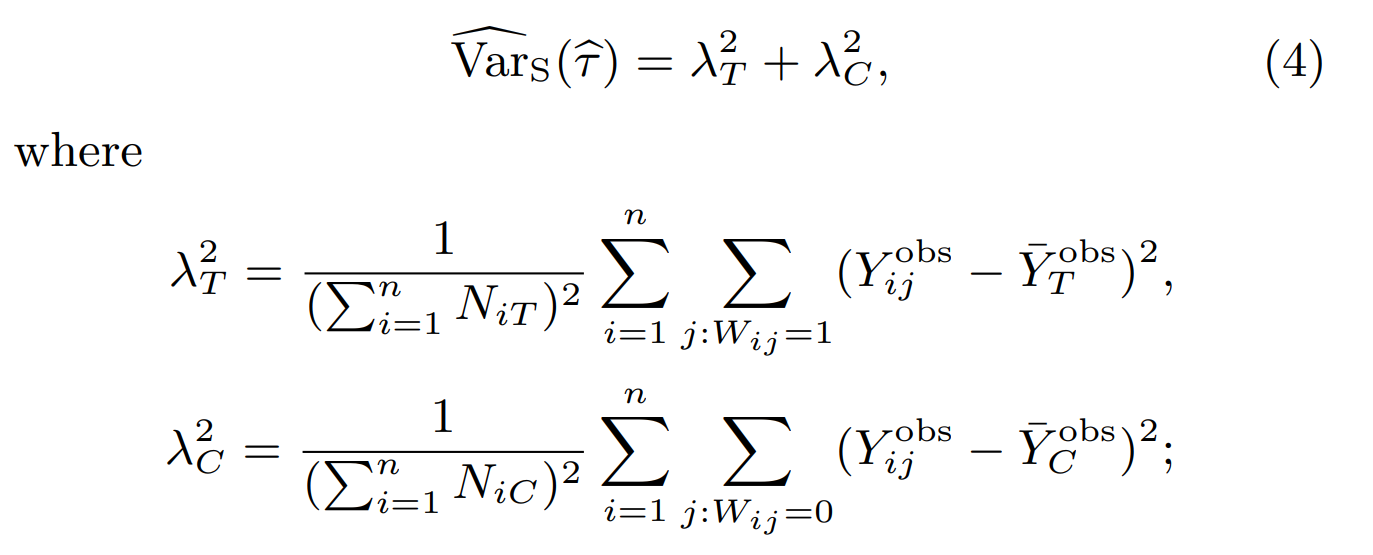 $\widehat{\mathrm{Var}}_{\mathrm{S}}(\widehat{\tau}) = \lambda_T^2 + \lambda_C^2, \quad (4)$
where
$\lambda_T^2 = \frac{1}{(\sum_{i=1}^n N_{iT})^2} \sum_{i=1}^n \sum_{j:W_{ij}=1} (Y_{ij}^{\mathrm{obs}} - \bar{Y}_T^{\mathrm{obs}})^2,$
$\lambda_C^2 = \frac{1}{(\sum_{i=1}^n N_{iC})^2} \sum_{i=1}^n \sum_{j:W_{ij}=0} (Y_{ij}^{\mathrm{obs}} - \bar{Y}_C^{\mathrm{obs}})^2;$